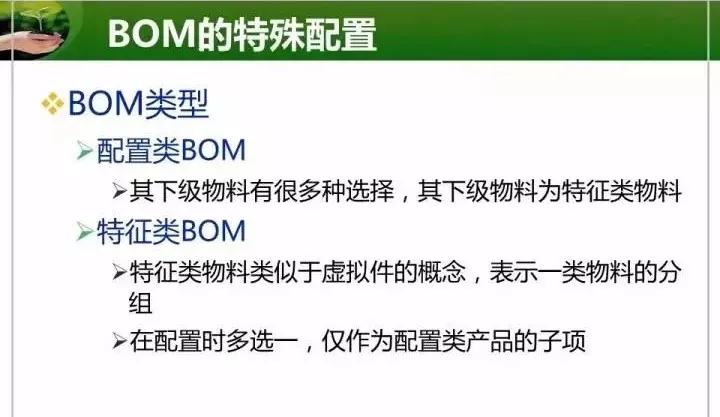 BOM的特殊配置
BOM类型
配置类BOM
其下级物料有很多种选择，其下级物料为特征类物料
特征类BOM
特征类物料类似于虚拟件的概念，表示一类物料的分
组
在配置时多选一，仅作为配置类产品的子项